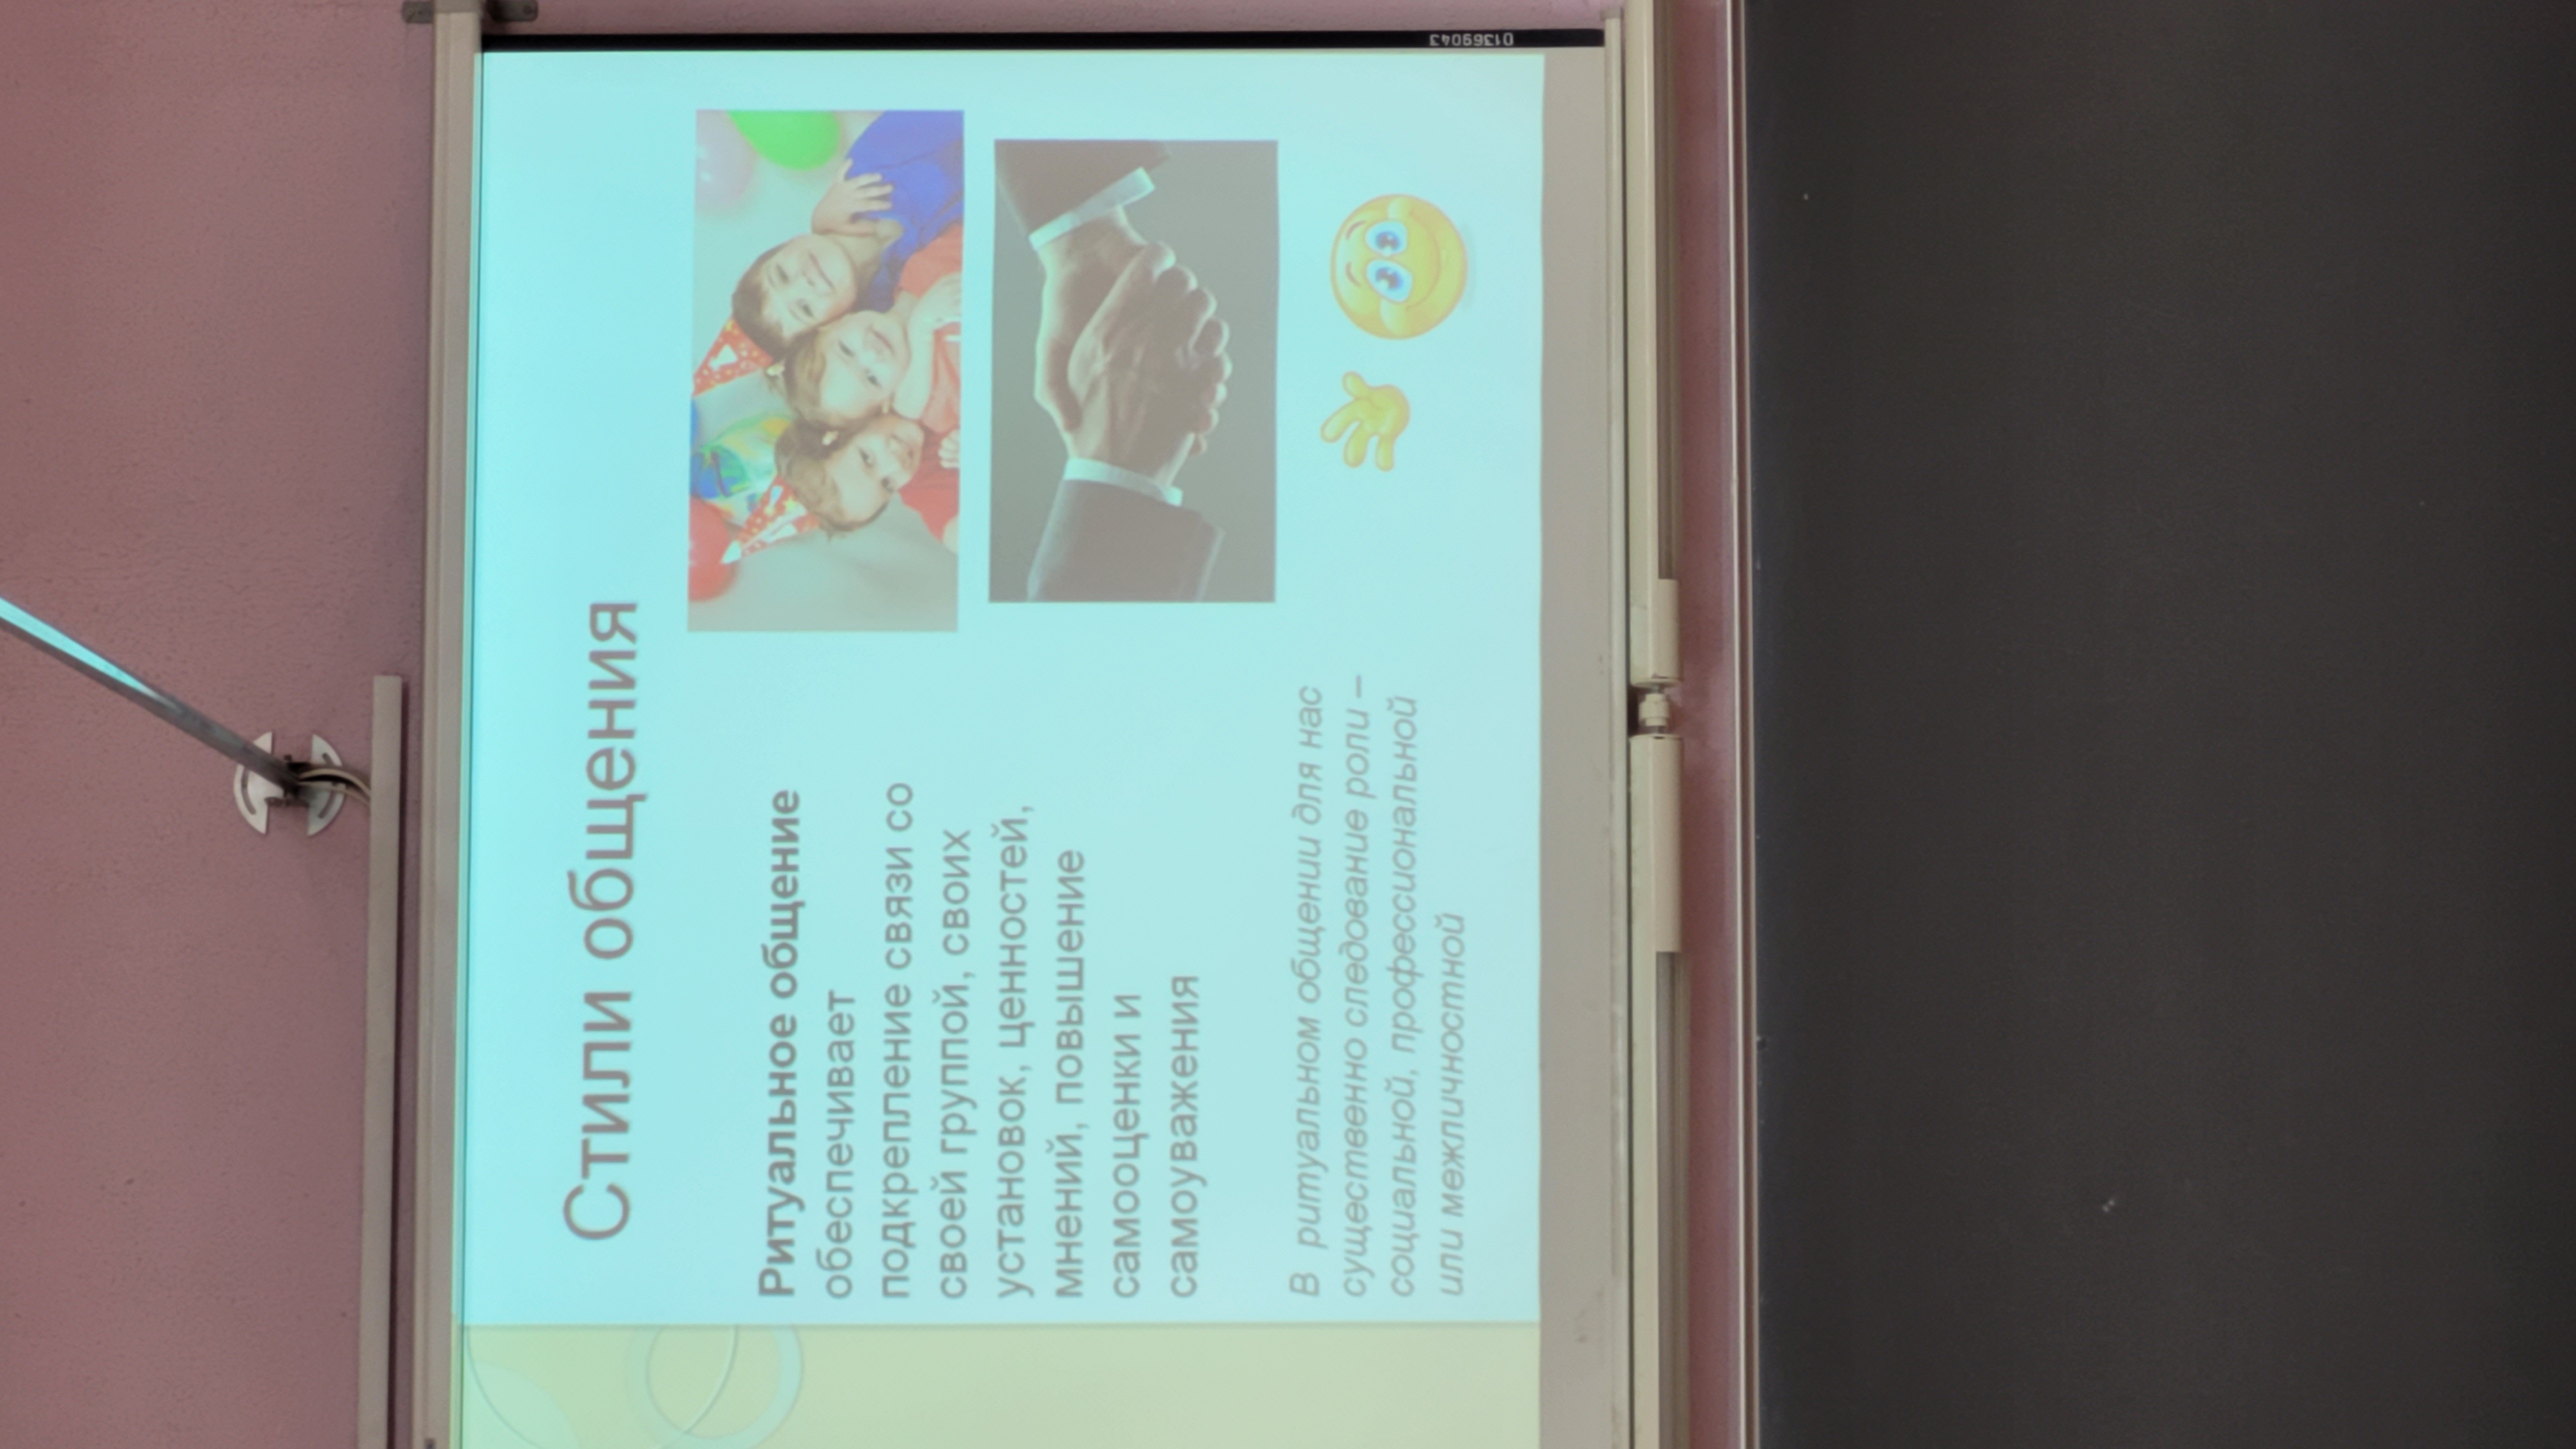 Стили общения
Ритуальное общение
обеспечивает
подкрепление связи со
своей группой, своих
установок, ценностей,
мнений, повышение
самооценки и
самоуважения
В ритуальном общении для нас
существенно следование роли –
социальной, профессиональной
или межличностной
01369043